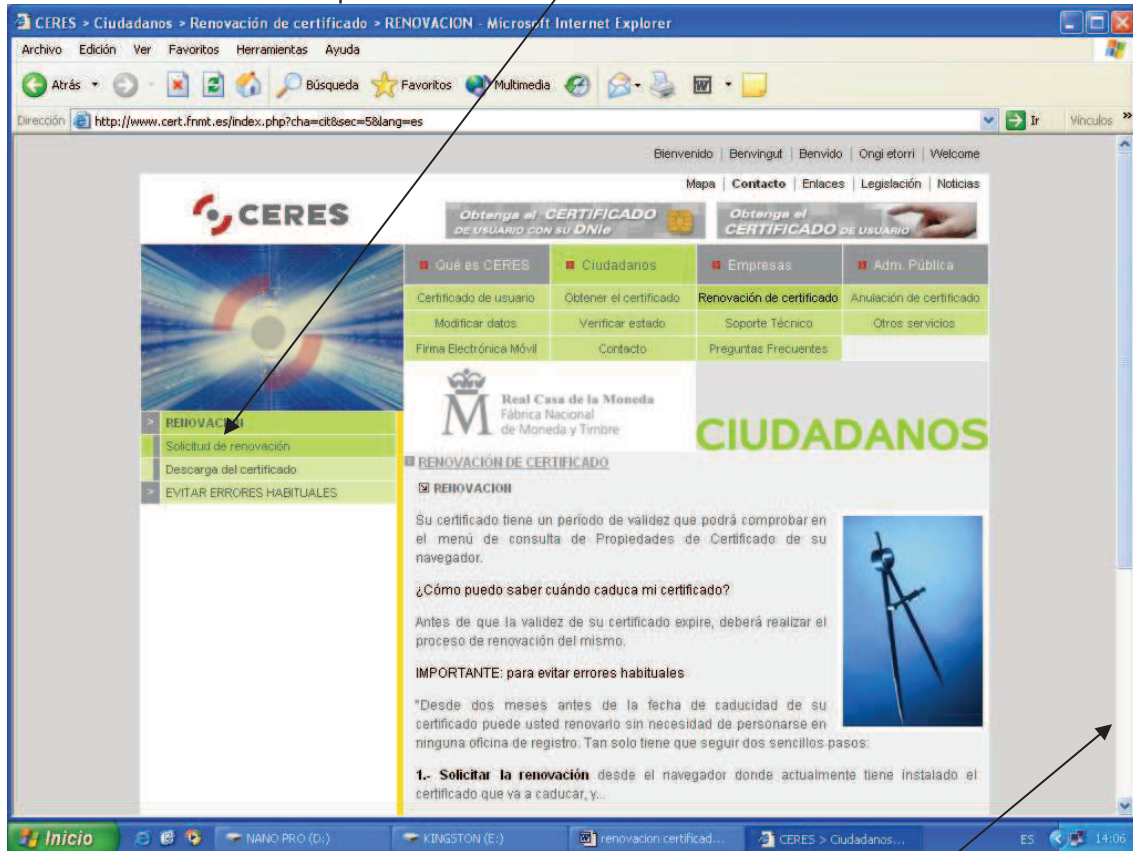 CERES > Ciudadanos > Renovación de certificado > RENOVACION - Microsoft Internet Explorer
Archivo Edición Ver Favoritos Herramientas Ayuda
Atrás Búsqueda Favoritos Multimedia
Dirección http://www.cert.fnmt.es/index.php?cha=cit&sec=5&lang=es Ir Vínculos »
Bienvenido | Benvingut | Benvido | Ongi etorri | Welcome
Mapa | Contacto | Enlaces | Legislación | Noticias
CERES
Obtenga el CERTIFICADO
DE USUARIO CON SU DNIe
Obtenga el
CERTIFICADO DE USUARIO
Qué es CERES Ciudadanos Empresas Adm. Pública
Certificado de usuario Obtener el certificado Renovación de certificado Anulación de certificado
Modificar datos Verificar estado Soporte Técnico Otros servicios
Firma Electrónica Móvil Contacto Preguntas Frecuentes
Real Casa de la Moneda
Fábrica Nacional
de Moneda y Timbre
CIUDADANOS
> RENOVACION
Solicitud de renovación
Descarga del certificado
> EVITAR ERRORES HABITUALES
RENOVACIÓN DE CERTIFICADO
RENOVACION
Su certificado tiene un período de validez que podrá comprobar en
el menú de consulta de Propiedades de Certificado de su
navegador.
¿Cómo puedo saber cuándo caduca mi certificado?
Antes de que la validez de su certificado expire, deberá realizar el
proceso de renovación del mismo.
IMPORTANTE: para evitar errores habituales
"Desde dos meses antes de la fecha de caducidad de su
certificado puede usted renovarlo sin necesidad de personarse en
ninguna oficina de registro. Tan solo tiene que seguir dos sencillos pasos:
1.- Solicitar la renovación desde el navegador donde actualmente tiene instalado el
certificado que va a caducar, y...
Inicio NANO PRO (D:) KINGSTON (E:) renovacion certificad... CERES > Ciudadanos... ES 14:06